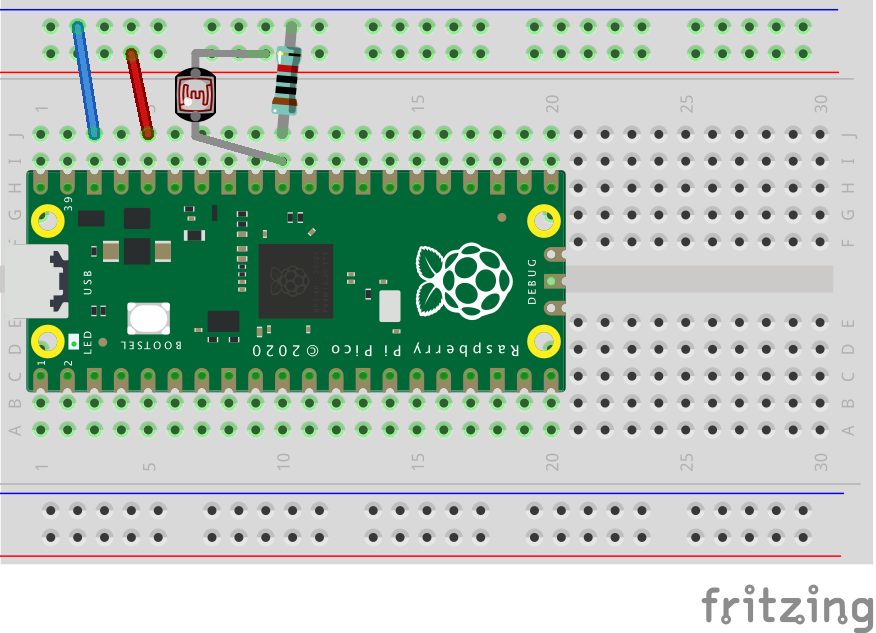 1 5 15 20 25 30
J J
I I
H H
G G
F F
39
USB
DEBUG
BOOTSEL
LED
Raspberry Pi Pico © 2020
1 2
E E
D D
C C
B B
A A
1 5 10 15 20 25 30
fritzing